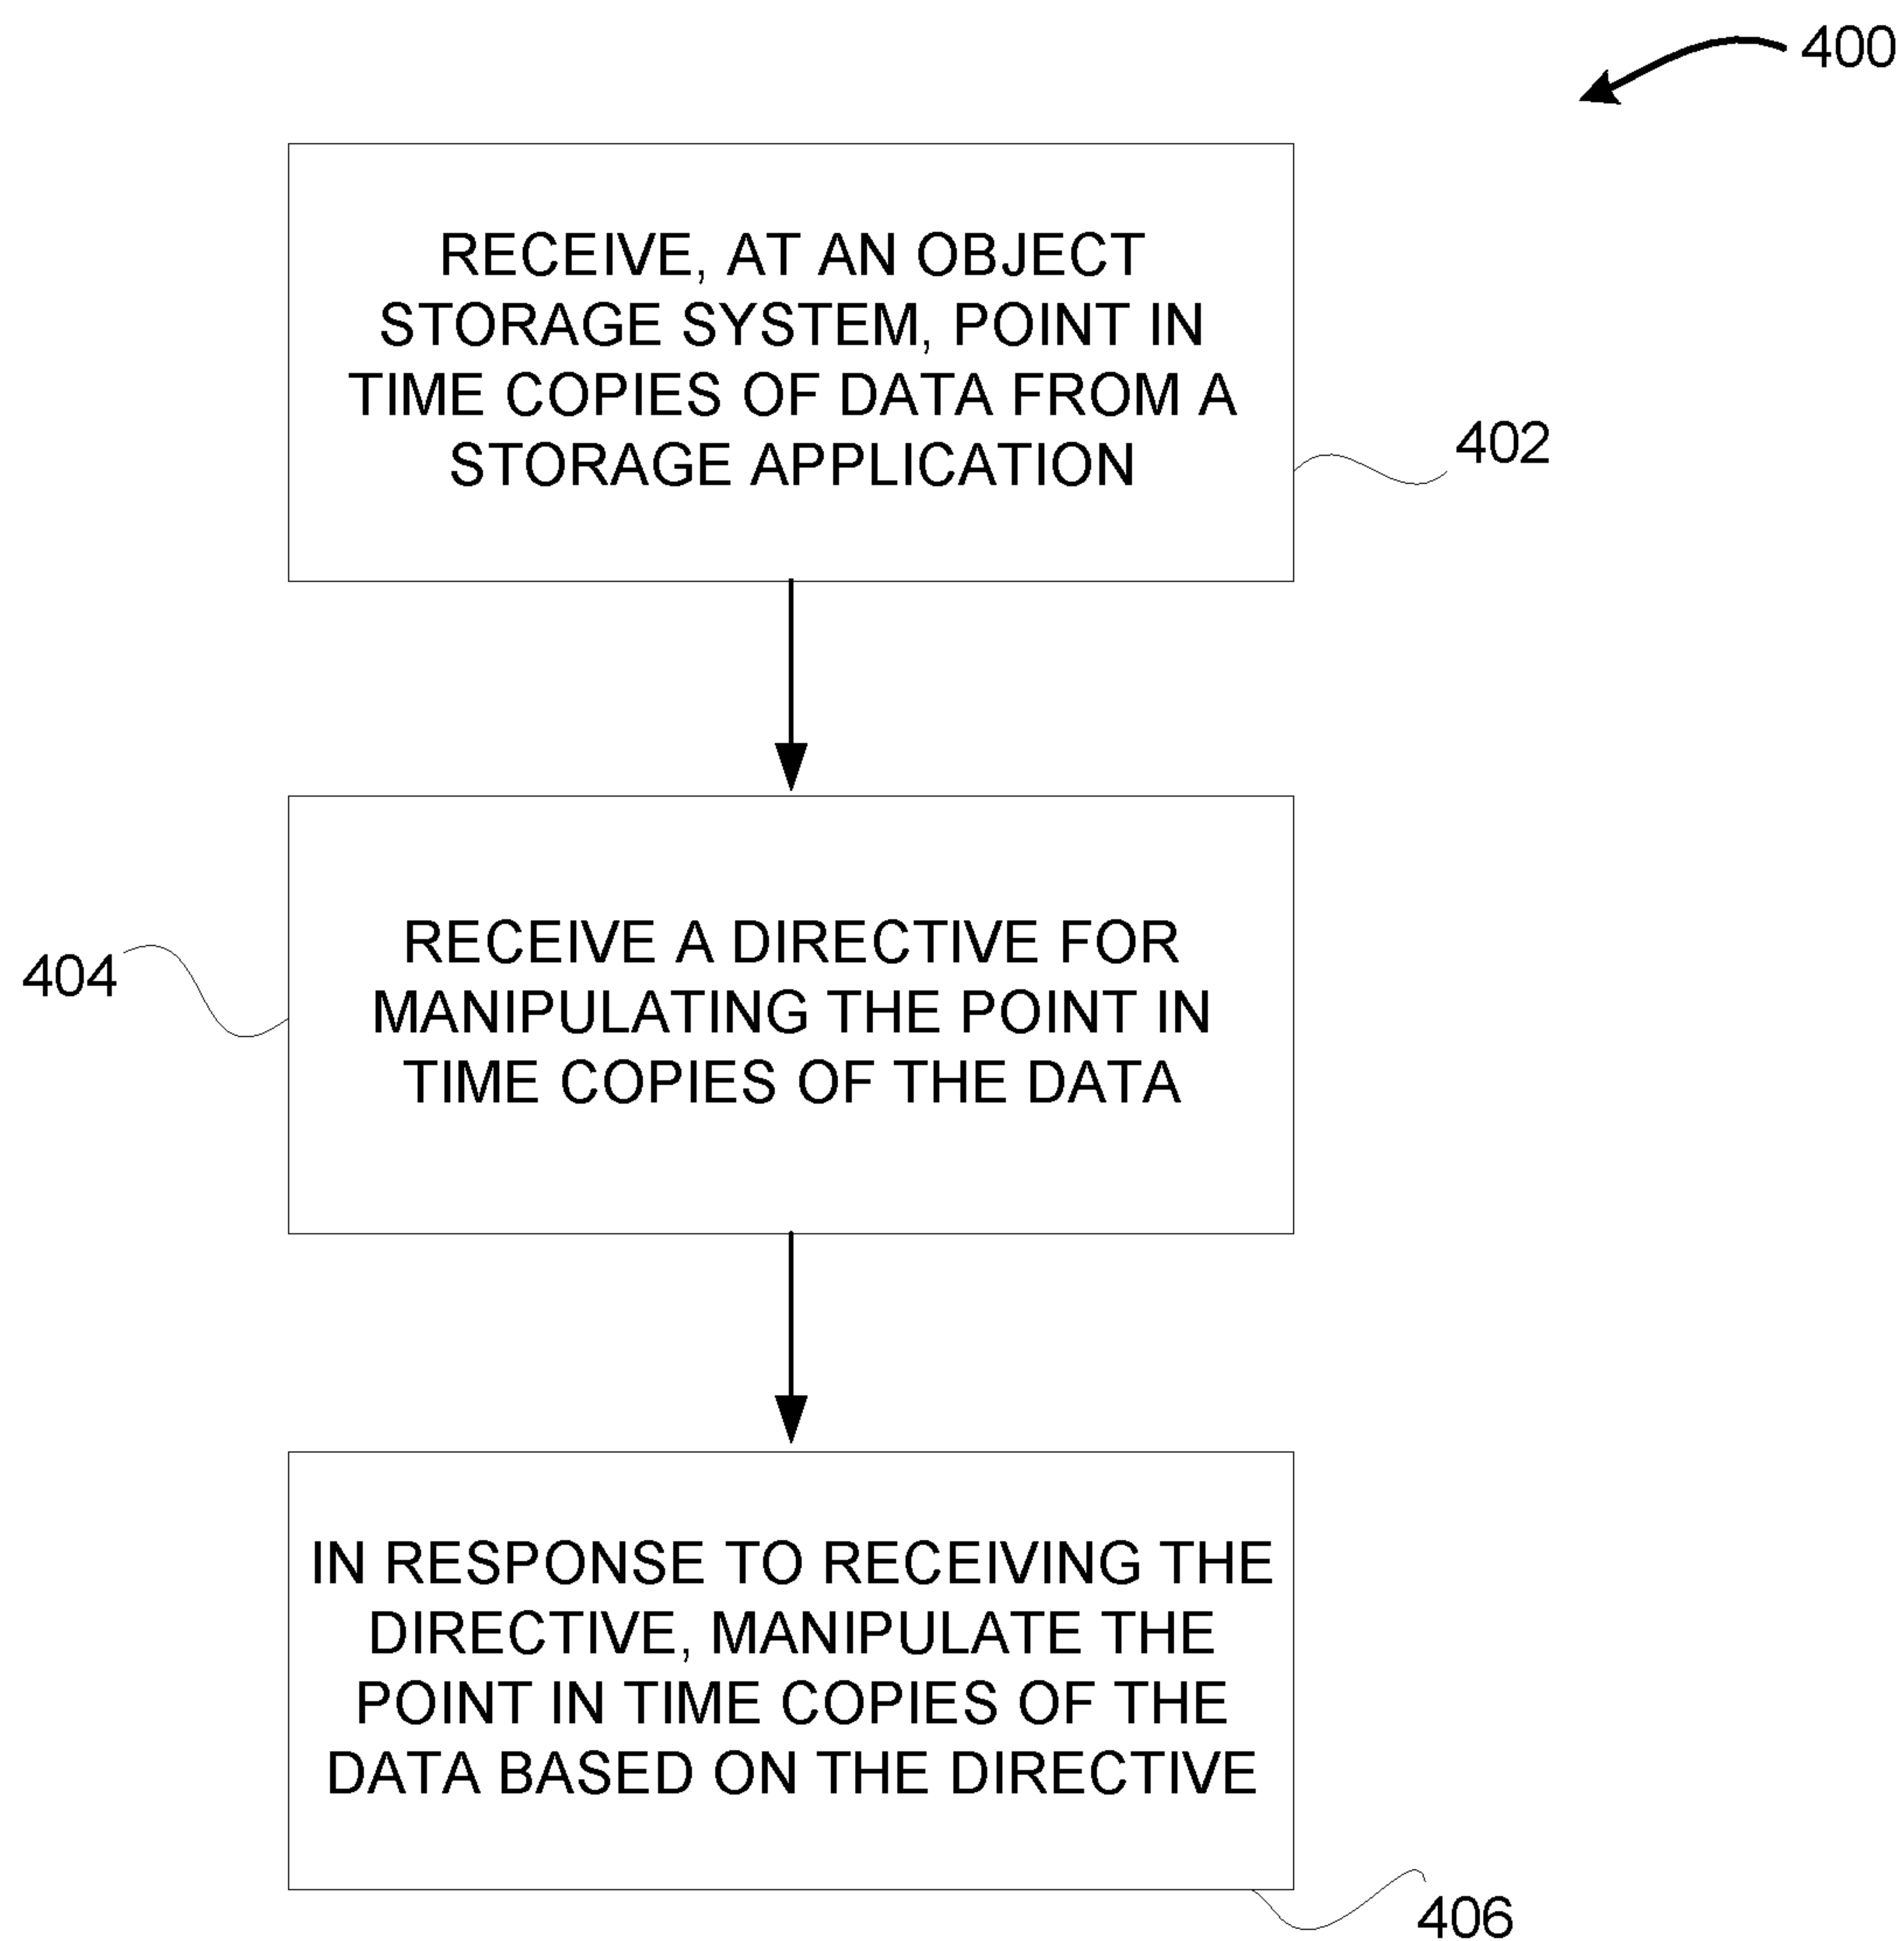 400
RECEIVE, AT AN OBJECT
STORAGE SYSTEM, POINT IN
TIME COPIES OF DATA FROM A
STORAGE APPLICATION
402
RECEIVE A DIRECTIVE FOR
MANIPULATING THE POINT IN
TIME COPIES OF THE DATA
404
IN RESPONSE TO RECEIVING THE
DIRECTIVE, MANIPULATE THE
POINT IN TIME COPIES OF THE
DATA BASED ON THE DIRECTIVE
406